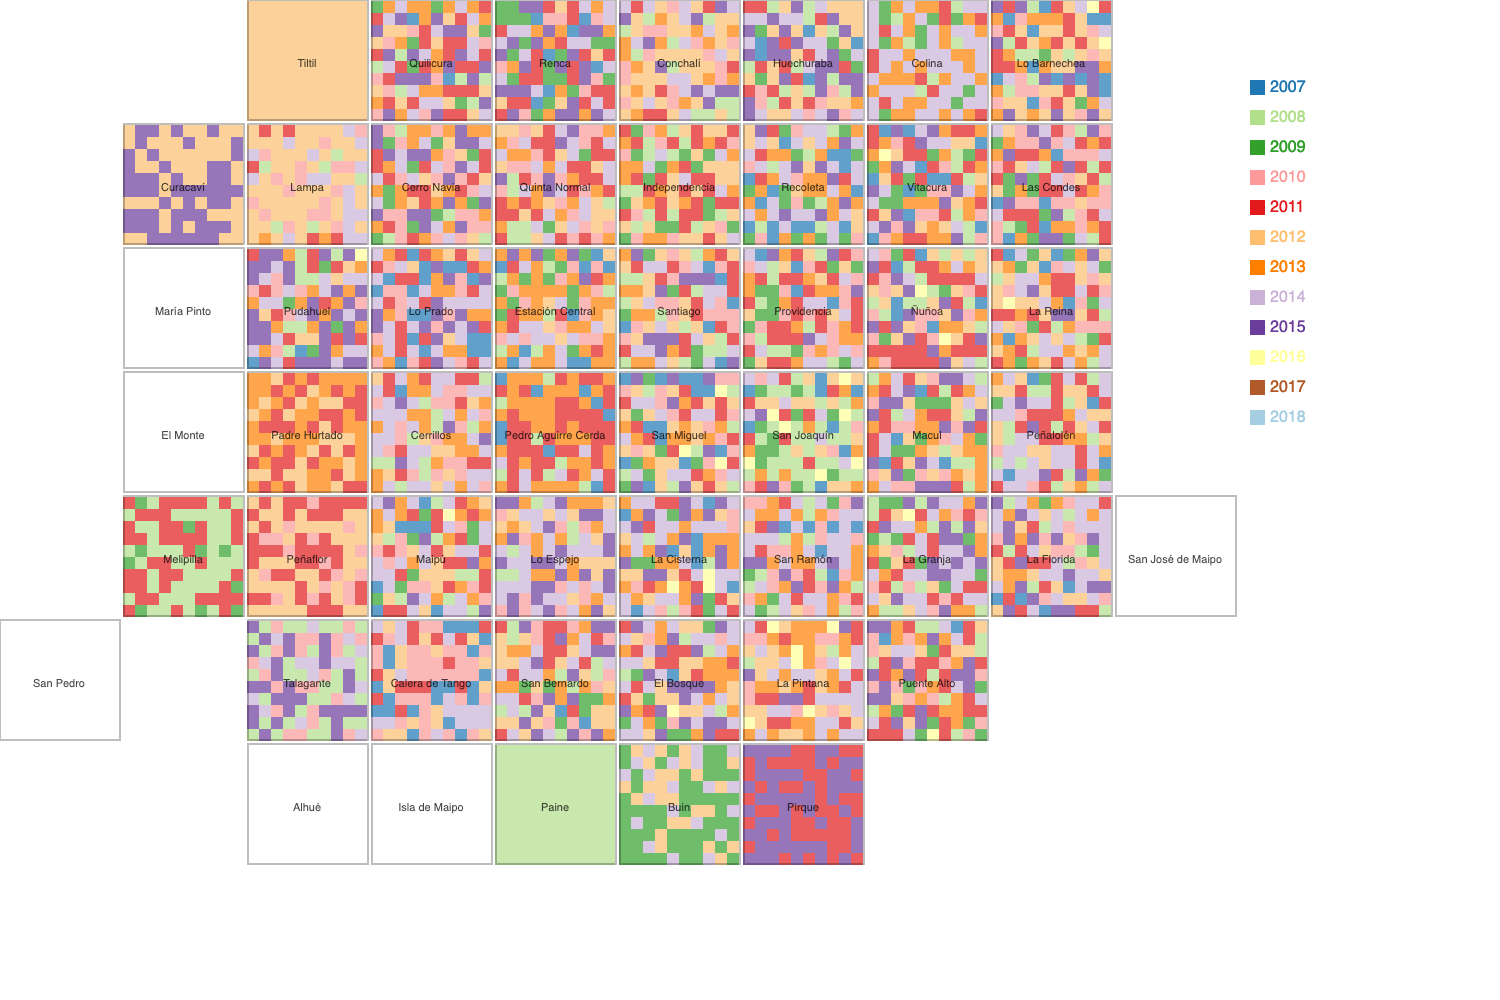 Tiltil
Quilicura
Renca
Conchalí
Huechuraba
Colina
Lo Barnechea
Curacaví
Lampa
Cerro Navia
Quinta Normal
Independencia
Recoleta
Vitacura
Las Condes
María Pinto
Pudahuel
Lo Prado
Estación Central
Santiago
Providencia
Ñuñoa
La Reina
El Monte
Padre Hurtado
Cerrillos
Pedro Aguirre Cerda
San Miguel
San Joaquín
Macul
Peñalolén
Melipilla
Peñaflor
Maipú
Lo Espejo
La Cisterna
San Ramón
La Granja
La Florida
San José de Maipo
San Pedro
Talagante
Calera de Tango
San Bernardo
El Bosque
La Pintana
Puente Alto
Alhué
Isla de Maipo
Paine
Buin
Pirque
2007
2008
2009
2010
2011
2012
2013
2014
2015
2016
2017
2018